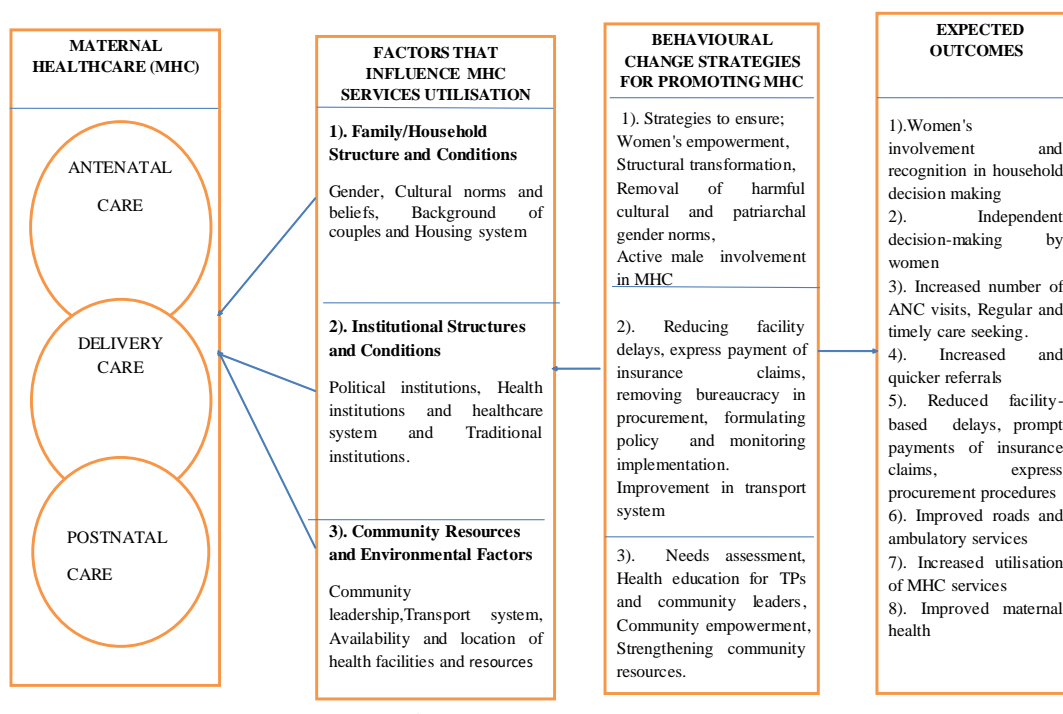 MATERNAL
HEALTHCARE (MHC)
ANTENATAL
CARE
DELIVERY
CARE
POSTNATAL
CARE
FACTORS THAT
INFLUENCE MHC
SERVICES UTILISATION
1). Family/Household
Structure and Conditions
Gender, Cultural norms and
beliefs, Background of
couples and Housing system
2). Institutional Structures
and Conditions
Political institutions, Health
institutions and healthcare
system and Traditional
institutions.
3). Community Resources
and Environmental Factors
Community
leadership,Transport system,
Availability and location of
health facilities and resources
BEHAVIOURAL
CHANGE STRATEGIES
FOR PROMOTING MHC
1). Strategies to ensure;
Women's empowerment,
Structural transformation,
Removal of harmful
cultural and patriarchal
gender norms,
Active male involvement
in MHC
2). Reducing facility
delays, express payment of
insurance claims,
removing bureaucracy in
procurement, formulating
policy and monitoring
implementation.
Improvement in transport
system
3). Needs assessment,
Health education for TPs
and community leaders,
Community empowerment,
Strengthening community
resources.
EXPECTED
OUTCOMES
1).Women's
involvement and
recognition in household
decision making
2). Independent
decision-making by
women
3). Increased number of
ANC visits, Regular and
timely care seeking.
4). Increased and
quicker referrals
5). Reduced facility-
based delays, prompt
payments of insurance
claims, express
procurement procedures
6). Improved roads and
ambulatory services
7). Increased utilisation
of MHC services
8). Improved maternal
health